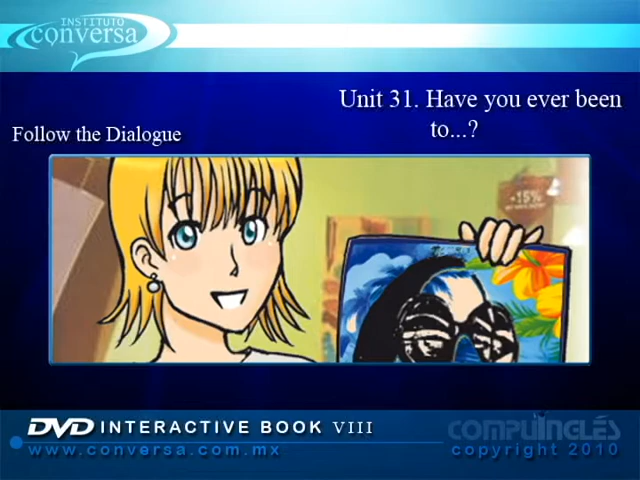 INSTITUTO
conversa
Unit 31. Have you ever been
to...?
Follow the Dialogue
+15%
DVD INTERACTIVE BOOK VIII
COMPUINGLÉS
www.conversa.com.mx
copyright 2010